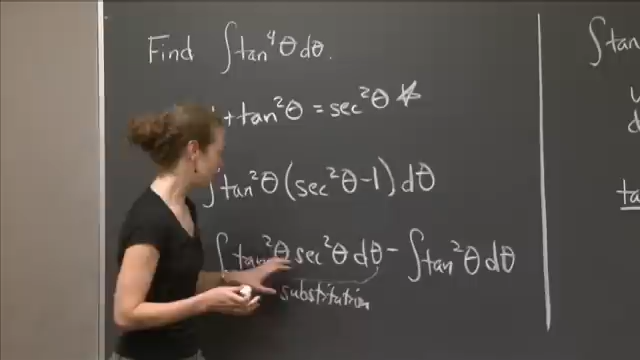 Find ∫tan⁴θ dθ.
+ tan²θ = sec²θ ☆
∫tan²θ(sec²θ-1)dθ
∫tan²θ sec²θ dθ - ∫tan²θ dθ
substitution
∫tan